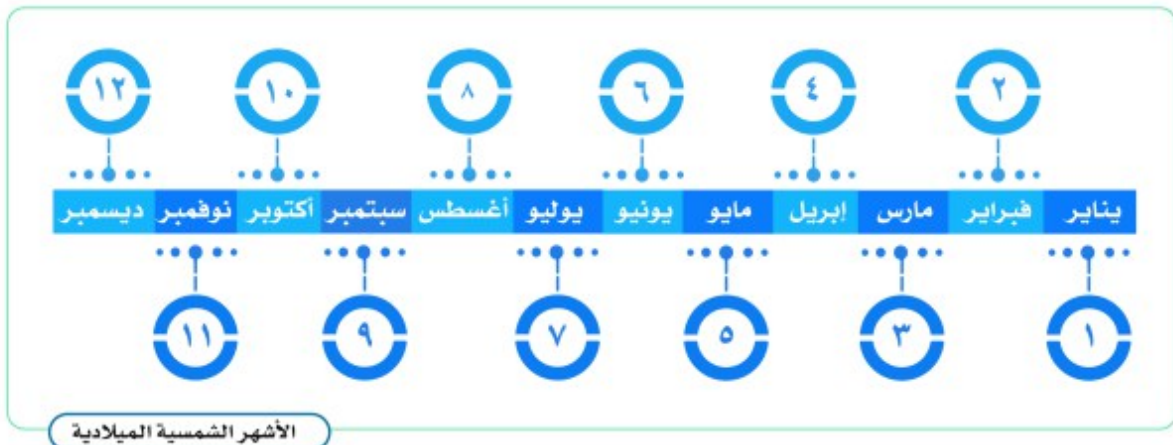 ١٢ ١٠ ٨ ٦ ٤ ٢
يناير فبراير مارس إبريل مايو يونيو يوليو أغسطس سبتمبر أكتوبر نوفمبر ديسمبر
١ ٣ ٥ ٧ ٩ ١١
الأشهر الشمسية الميلادية